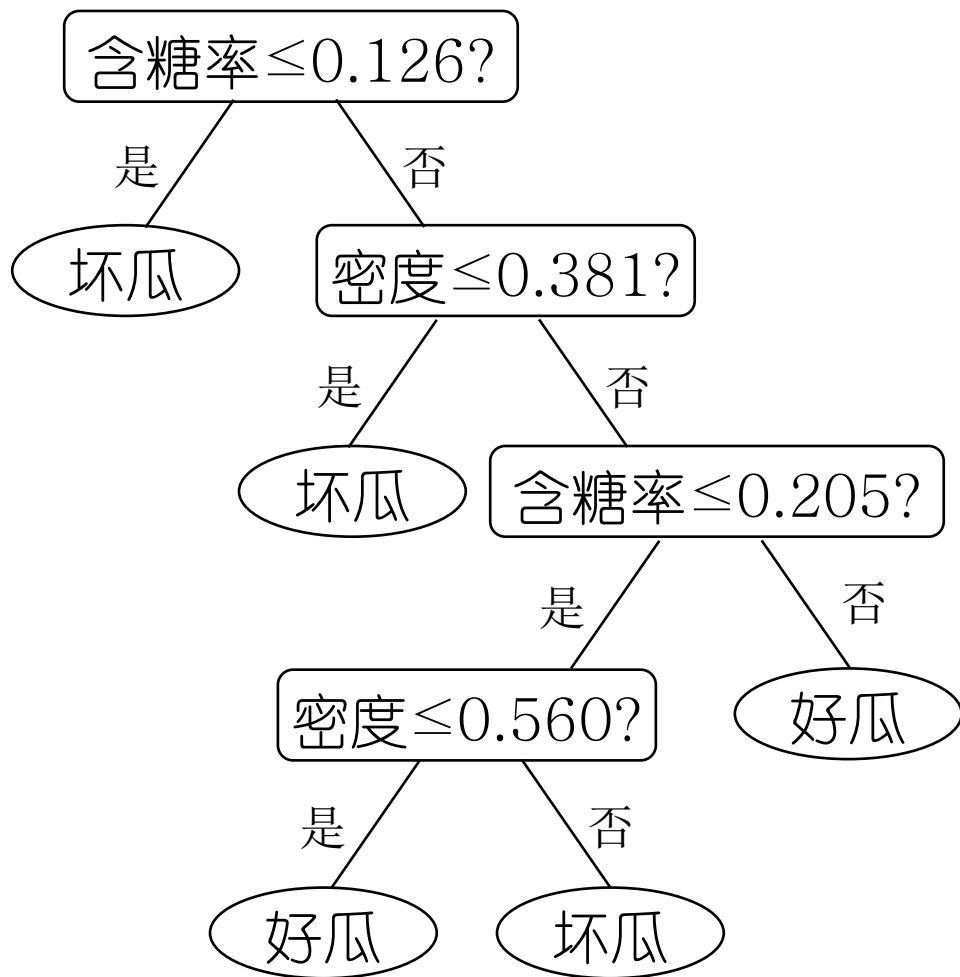 含糖率≤0.126?
是
否
坏瓜
密度≤0.381?
是
否
坏瓜
含糖率≤0.205?
是
否
密度≤0.560?
好瓜
是
否
好瓜
坏瓜